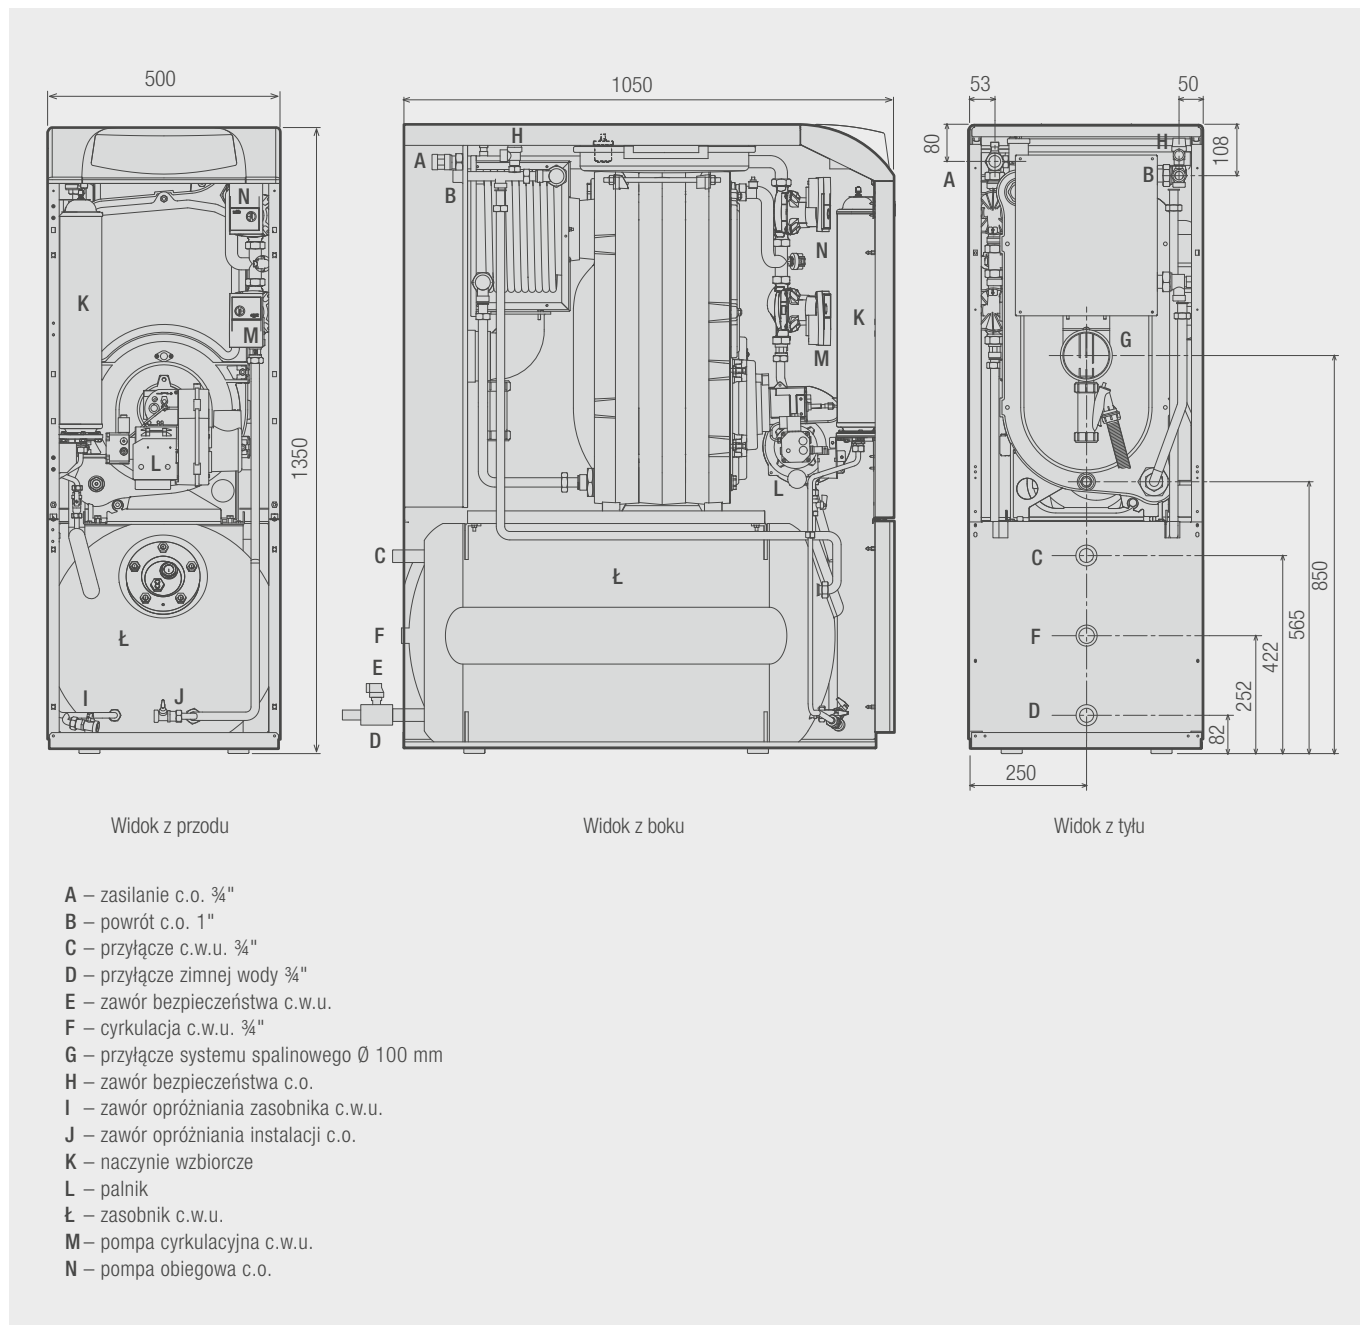 500
1050
53
50
80
108
H
A
B
N
K
M
L
1350
Ł
I
J
H
A
B
N
K
M
L
C
Ł
F
E
D
G
C
F
D
850
565
422
252
82
250
Widok z przodu
Widok z boku
Widok z tyłu
A – zasilanie c.o. ¾"
B – powrót c.o. 1"
C – przyłącze c.w.u. ¾"
D – przyłącze zimnej wody ¾"
E – zawór bezpieczeństwa c.w.u.
F – cyrkulacja c.w.u. ¾"
G – przyłącze systemu spalinowego Ø 100 mm
H – zawór bezpieczeństwa c.o.
I – zawór opróżniania zasobnika c.w.u.
J – zawór opróżniania instalacji c.o.
K – naczynie wzbiorcze
L – palnik
Ł – zasobnik c.w.u.
M – pompa cyrkulacyjna c.w.u.
N – pompa obiegowa c.o.